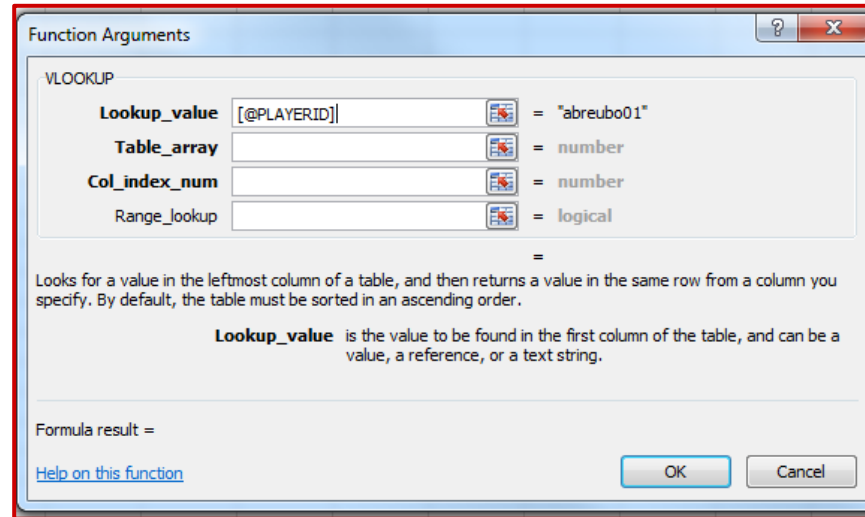 Function Arguments
? X
VLOOKUP
Lookup_value [@PLAYERID] = "abreubo01"
Table_array = number
Col_index_num = number
Range_lookup = logical
=
Looks for a value in the leftmost column of a table, and then returns a value in the same row from a column you
specify. By default, the table must be sorted in an ascending order.
Lookup_value is the value to be found in the first column of the table, and can be a
value, a reference, or a text string.
Formula result =
Help on this function OK Cancel